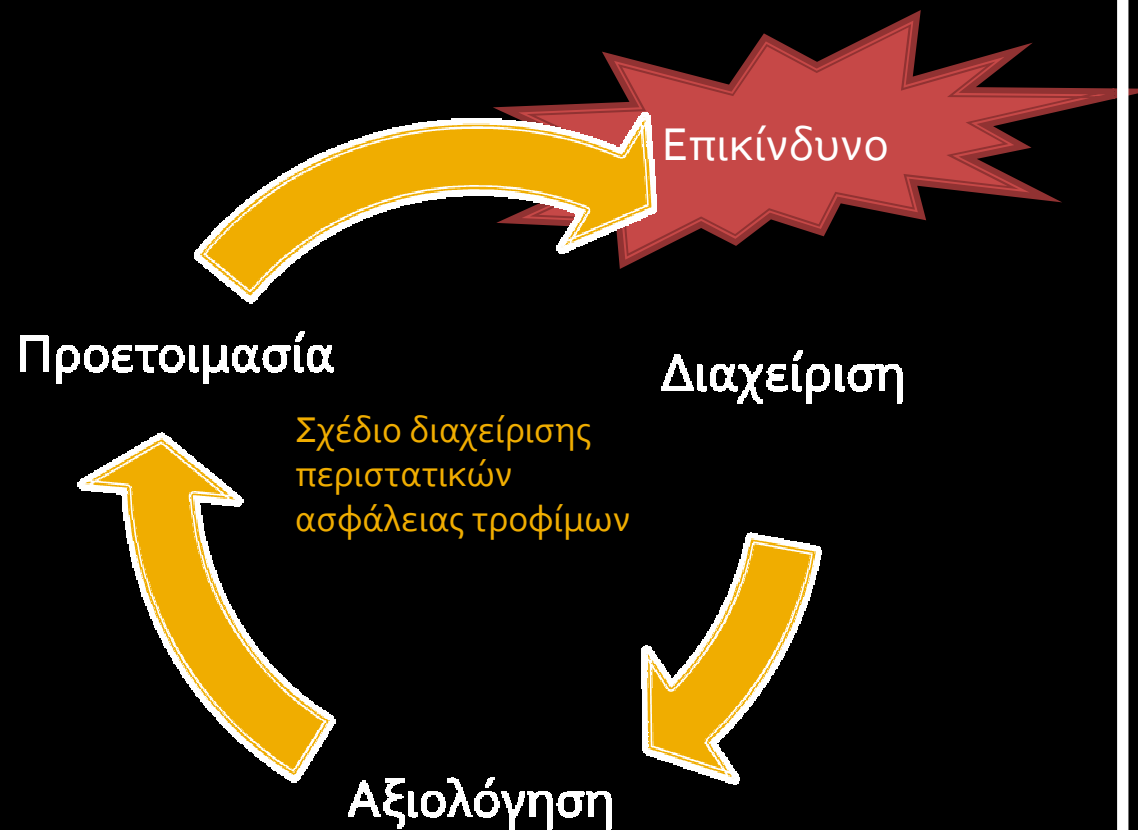 Επικίνδυνο
Προετοιμασία
Διαχείριση
Σχέδιο διαχείρισης
περιστατικών
ασφάλειας τροφίμων
Αξιολόγηση